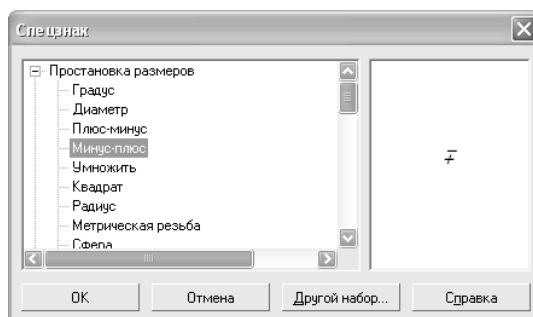 Спецзнак
Простановка размеров
Градус
Диаметр
Плюс-минус
Минус-плюс
Умножить
Квадрат
Радиус
Метрическая резьба
Сфера
∓
ОК
Отмена
Другой набор...
Справка